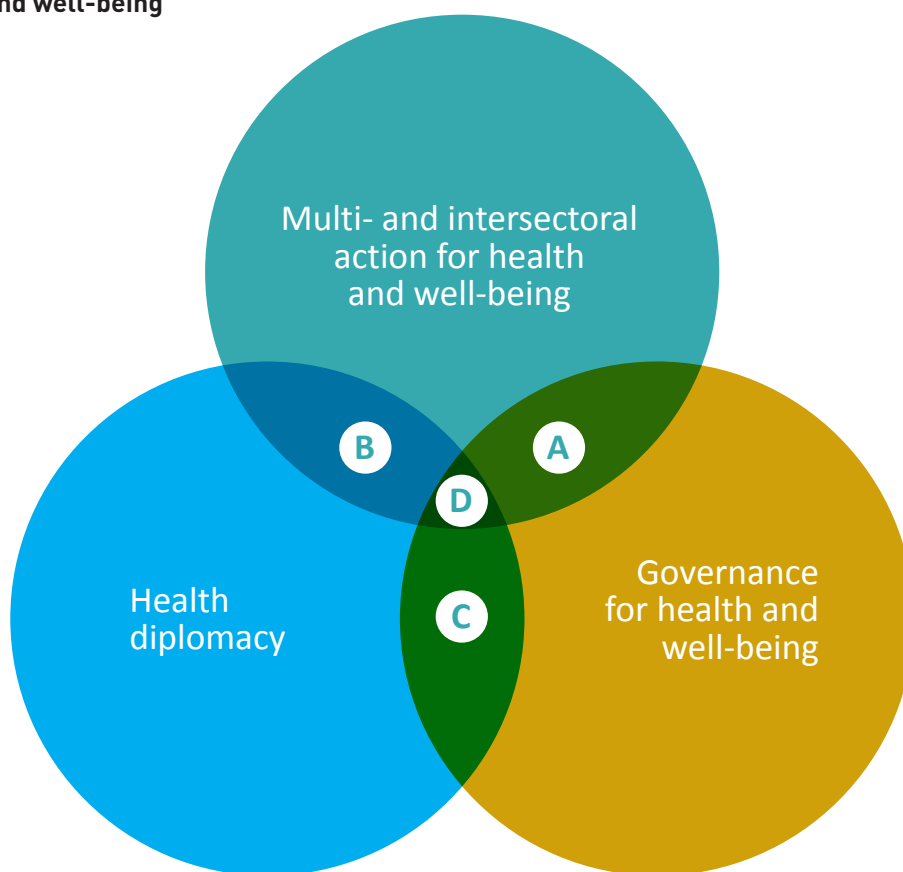 and well-being
Multi- and intersectoral
action for health
and well-being
B
A
D
C
Health
diplomacy
Governance
for health and
well-being